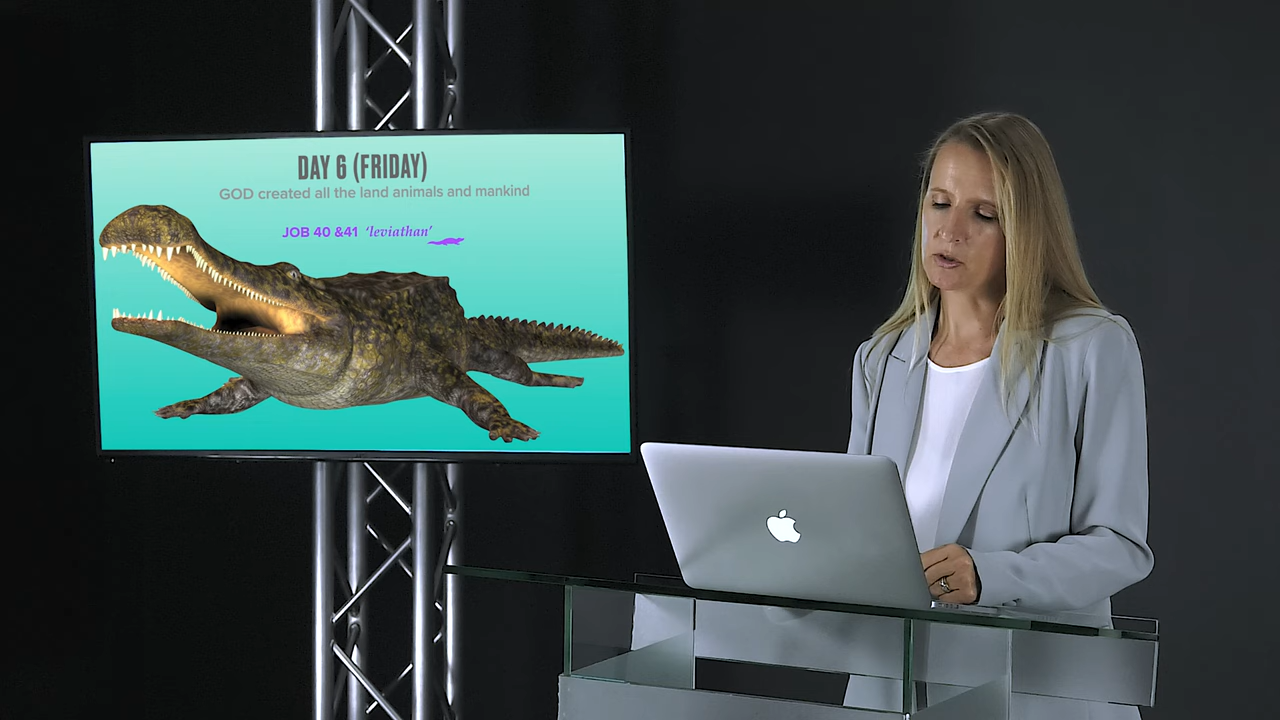 DAY 6 (FRIDAY)
GOD created all the land animals and mankind
JOB 40 &41 'leviathan'